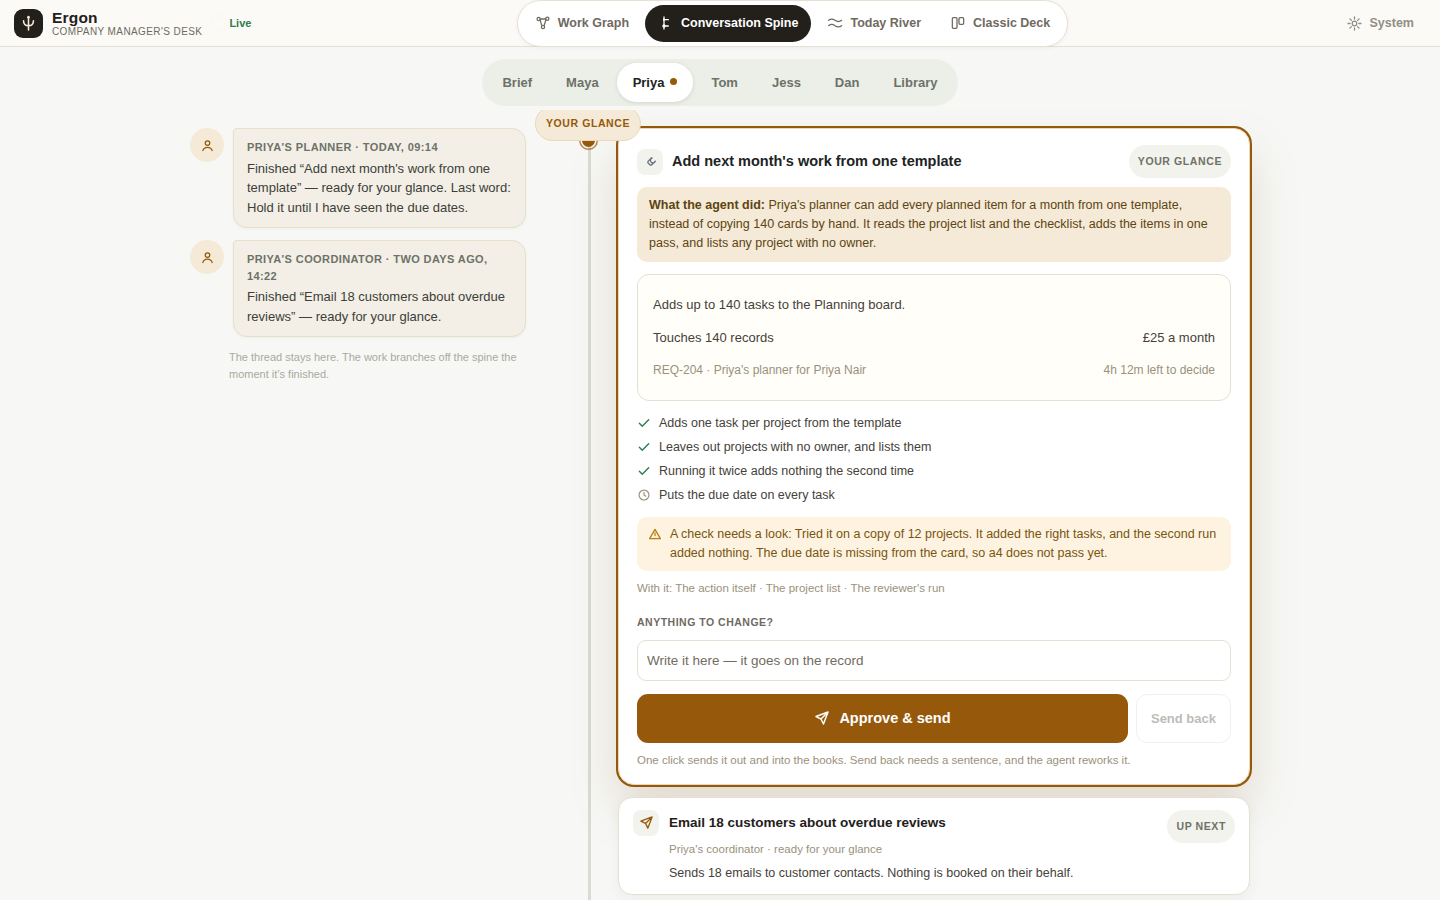 Ergon
COMPANY MANAGER'S DESK
Live
Work Graph
Conversation Spine
Today River
Classic Deck
System
Brief
Maya
Priya
Tom
Jess
Dan
Library
PRIYA'S PLANNER · TODAY, 09:14
Finished “Add next month's work from one
template” — ready for your glance. Last word:
Hold it until I have seen the due dates.
PRIYA'S COORDINATOR · TWO DAYS AGO,
14:22
Finished “Email 18 customers about overdue
reviews” — ready for your glance.
The thread stays here. The work branches off the spine the
moment it's finished.
YOUR GLANCE
Add next month's work from one template
YOUR GLANCE
What the agent did: Priya's planner can add every planned item for a month from one template,
instead of copying 140 cards by hand. It reads the project list and the checklist, adds the items in one
pass, and lists any project with no owner.
Adds up to 140 tasks to the Planning board.
Touches 140 records
£25 a month
REQ-204 · Priya's planner for Priya Nair
4h 12m left to decide
Adds one task per project from the template
Leaves out projects with no owner, and lists them
Running it twice adds nothing the second time
Puts the due date on every task
A check needs a look: Tried it on a copy of 12 projects. It added the right tasks, and the second run
added nothing. The due date is missing from the card, so a4 does not pass yet.
With it: The action itself · The project list · The reviewer's run
ANYTHING TO CHANGE?
Write it here — it goes on the record
Approve & send
Send back
One click sends it out and into the books. Send back needs a sentence, and the agent reworks it.
Email 18 customers about overdue reviews
UP NEXT
Priya's coordinator · ready for your glance
Sends 18 emails to customer contacts. Nothing is booked on their behalf.